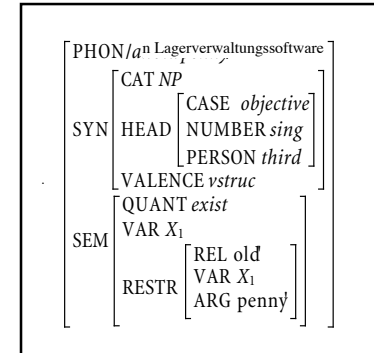 PHON/an Lagerverwaltungssoftware
CAT NP
CASE objective
SYN HEAD NUMBER sing
PERSON third
VALENCE vstruc
QUANT exist
VAR X1
SEM
REL old'
RESTR VAR X1
ARG penny'